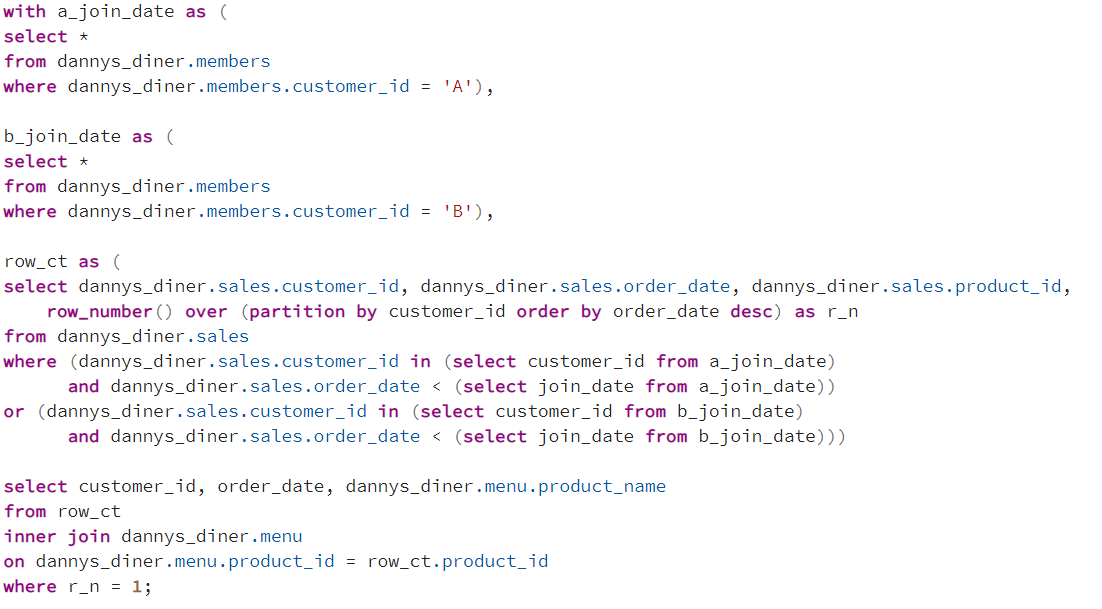 with a_join_date as (
select *
from dannys_diner.members
where dannys_diner.members.customer_id = 'A'),

b_join_date as (
select *
from dannys_diner.members
where dannys_diner.members.customer_id = 'B'),

row_ct as (
select dannys_diner.sales.customer_id, dannys_diner.sales.order_date, dannys_diner.sales.product_id,
    row_number() over (partition by customer_id order by order_date desc) as r_n
from dannys_diner.sales
where (dannys_diner.sales.customer_id in (select customer_id from a_join_date)
      and dannys_diner.sales.order_date < (select join_date from a_join_date))
or (dannys_diner.sales.customer_id in (select customer_id from b_join_date)
      and dannys_diner.sales.order_date < (select join_date from b_join_date)))

select customer_id, order_date, dannys_diner.menu.product_name
from row_ct
inner join dannys_diner.menu
on dannys_diner.menu.product_id = row_ct.product_id
where r_n = 1;